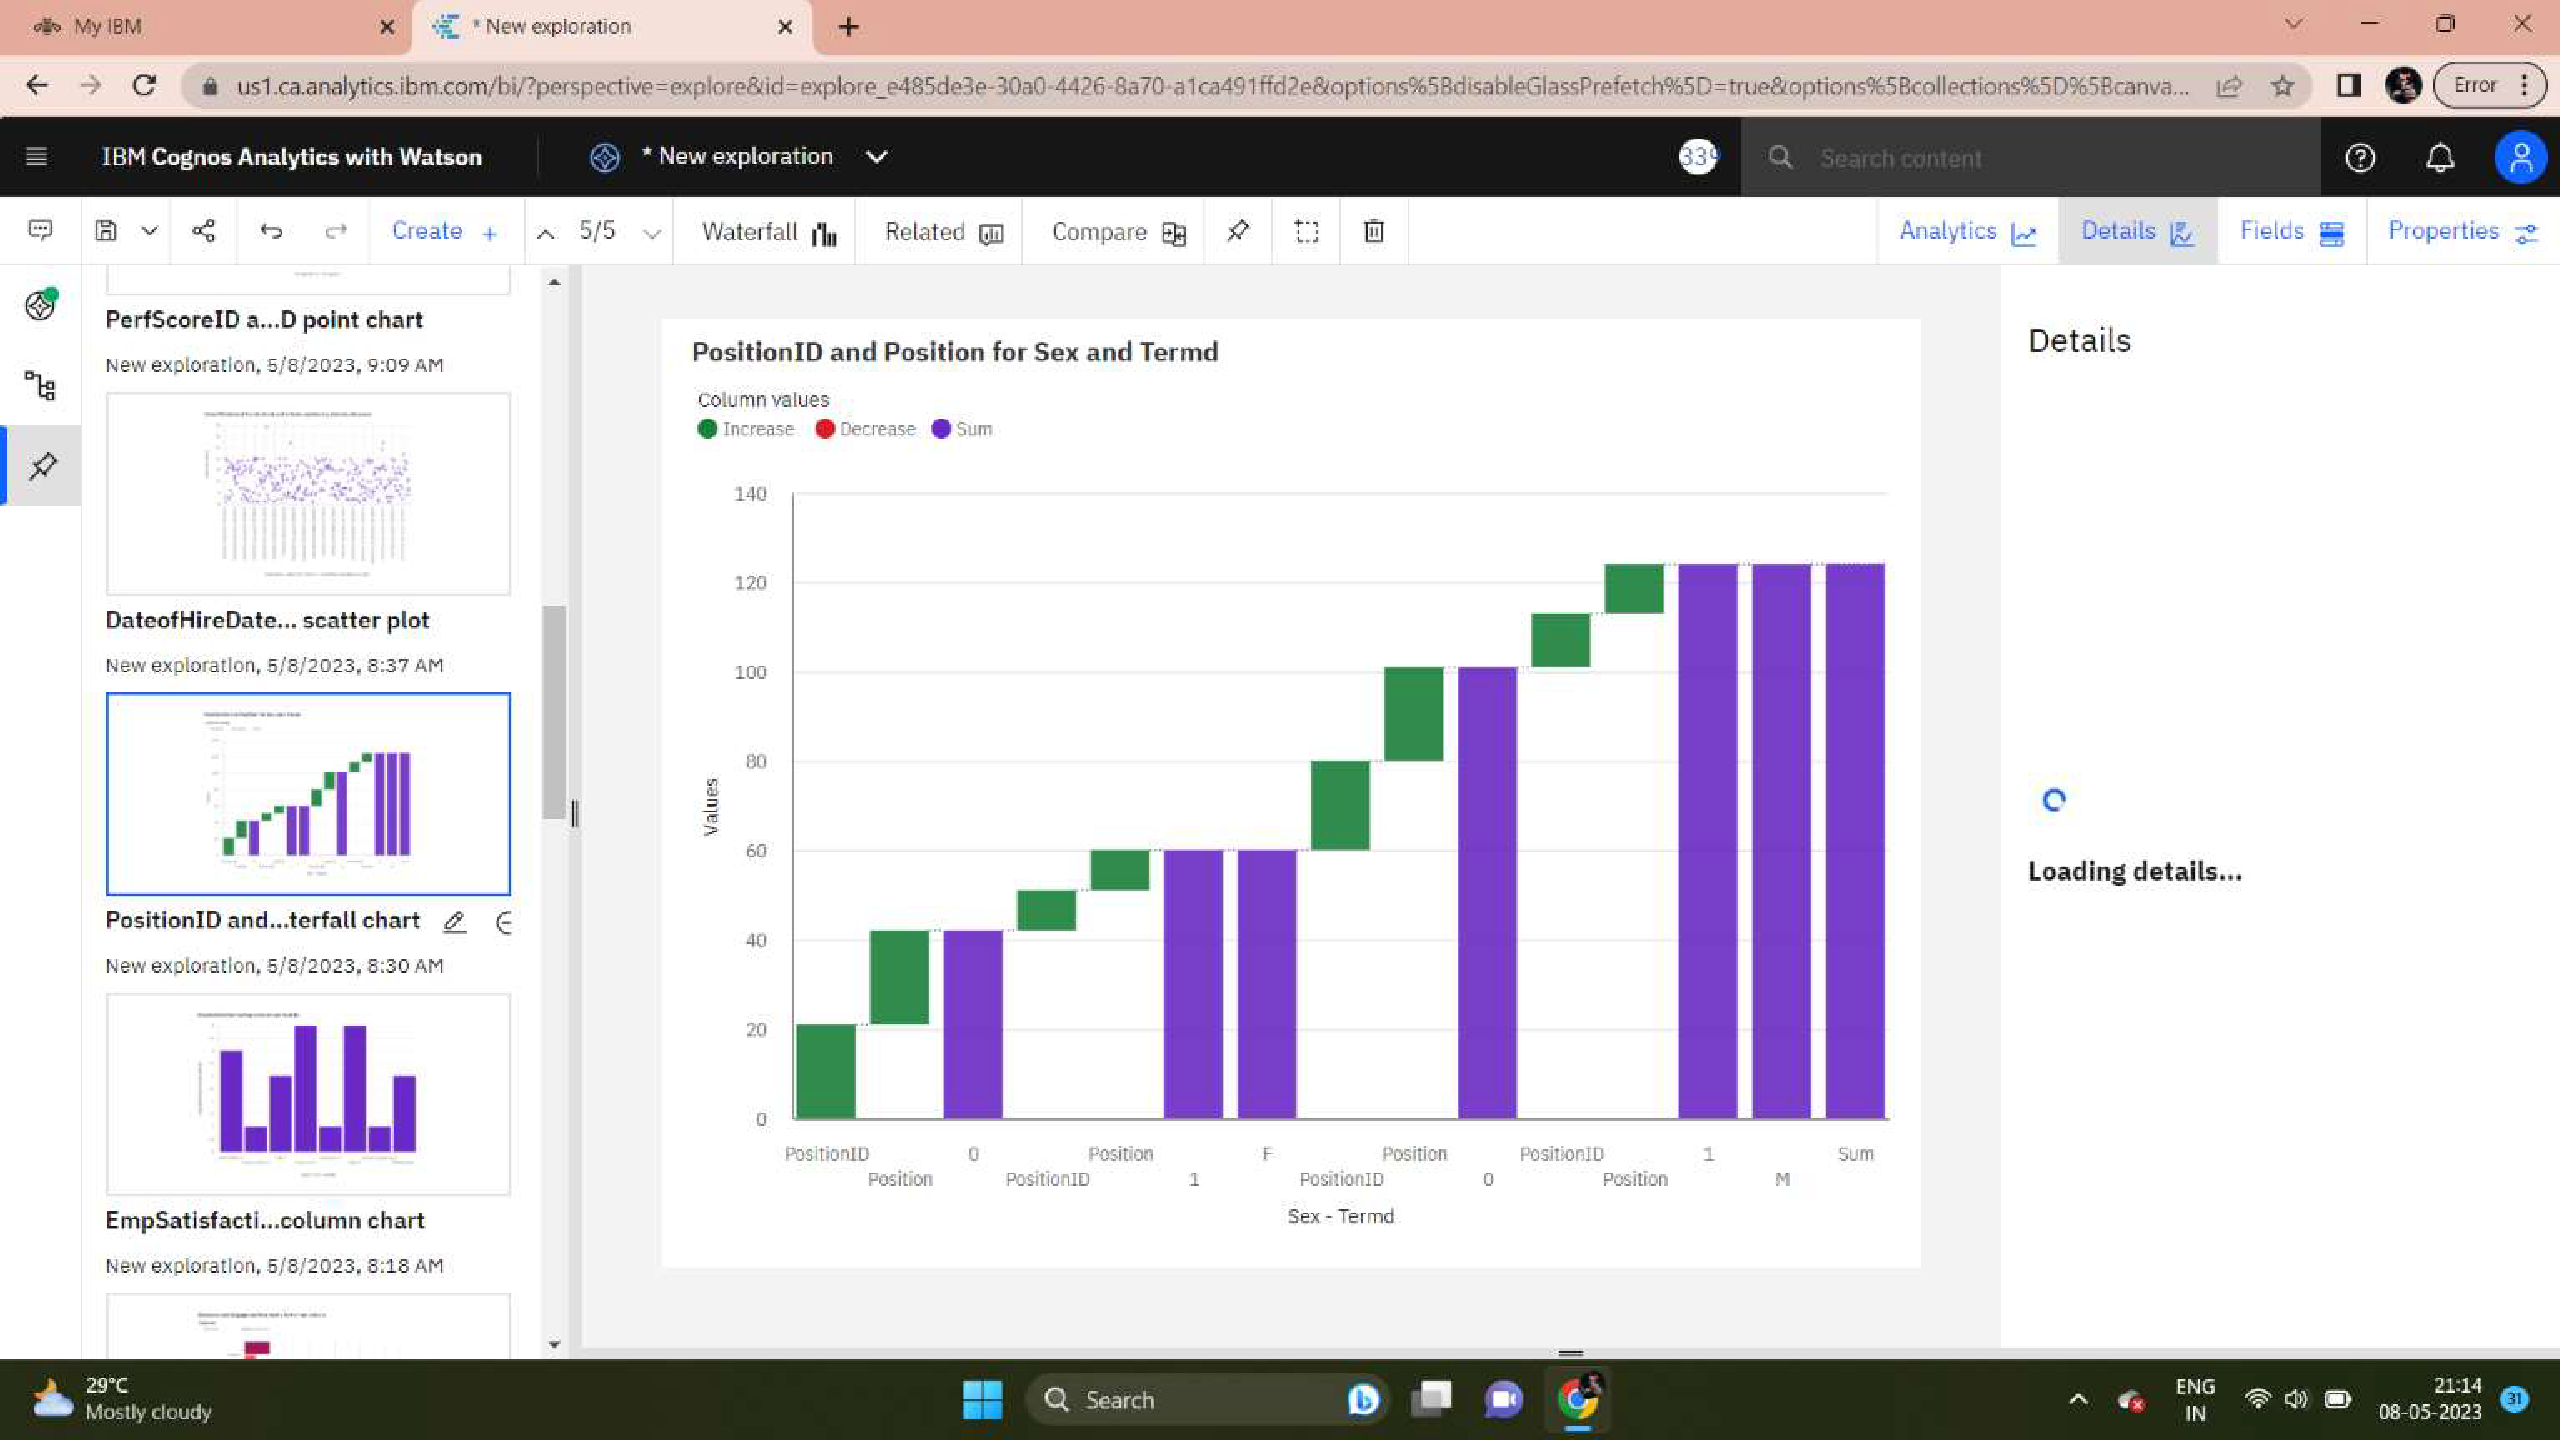 My IBM
* New exploration
us1.ca.analytics.ibm.com/bi/?perspective=explore&id=explore_e485de3e-30a0-4426-8a70-a1ca491ffd2e&options%5BdisableGlassPrefetch%5D=true&options%5Bcollections%5D%5Bcanva...
Error
IBM Cognos Analytics with Watson
* New exploration
Search content
Create +
5/5
Waterfall
Related
Compare
Analytics
Details
Fields
Properties
PerfScoreID a...D point chart
New exploration, 5/8/2023, 9:09 AM
DateofHireDate... scatter plot
New exploration, 5/8/2023, 8:37 AM
PositionID and...terfall chart
New exploration, 5/8/2023, 8:30 AM
EmpSatisfacti...column chart
New exploration, 5/8/2023, 8:18 AM
PositionID and Position for Sex and Termd
Column values
Increase Decrease Sum
140
120
100
80
60
40
20
0
Values
PositionID 0 Position F Position PositionID 1 Sum
Position PositionID 1 PositionID 0 Position M
Sex - Termd
Details
Loading details...
29°C
Mostly cloudy
Search
ENG
IN
21:14
08-05-2023
31